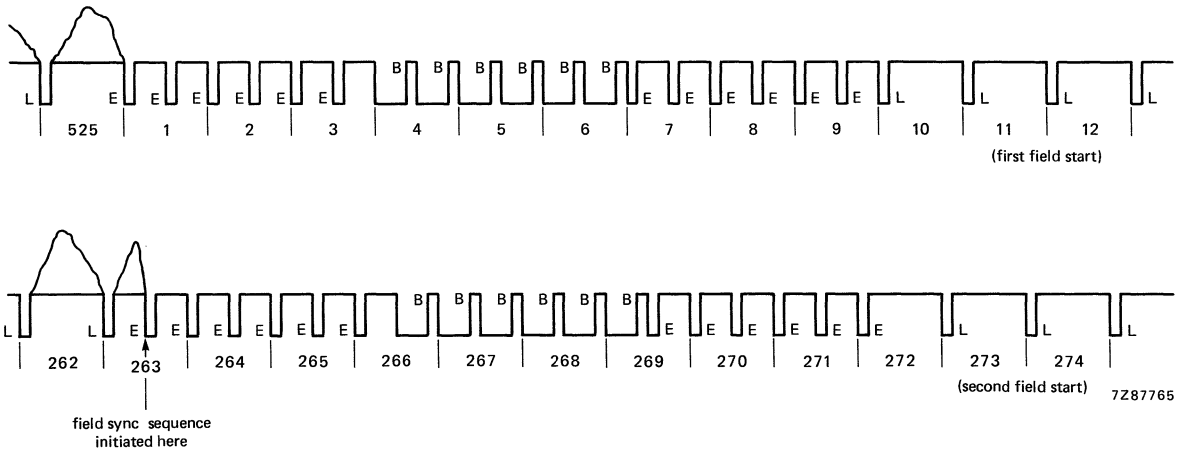 B B B B B B
L E E E E E E E E E E E E L L L L
525 1 2 3 4 5 6 7 8 9 10 11 12
(first field start)
B B B B B B
L L E E E E E E E E E E E E L L L
262 263 264 265 266 267 268 269 270 271 272 273 274
(second field start)
7Z87765
field sync sequence
initiated here